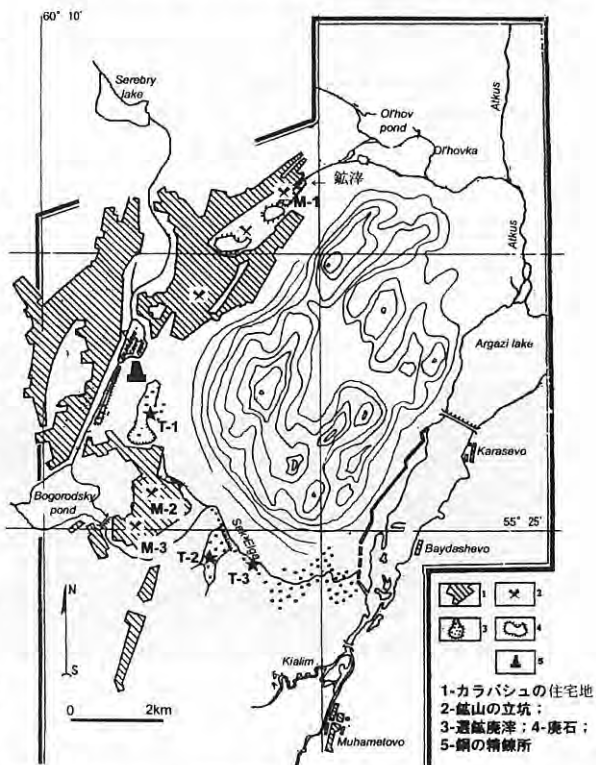 60° 10'
Serebry
lake
Ol'hov
pond
Ol'hovka
Atkus
鉱滓
M-1
Atkus
Argazi lake
T-1
Karasevo
Bogorodsky
pond
M-2
M-3
Sak-Elga
55° 25'
Baydashevo
T-2
T-3
N
S
1
2
3
4
5
Kialim
0
2km
Muhametovo
1-カラバシュの住宅地
2-鉱山の立坑；
3-選鉱廃滓；4-廃石；
5-銅の精錬所